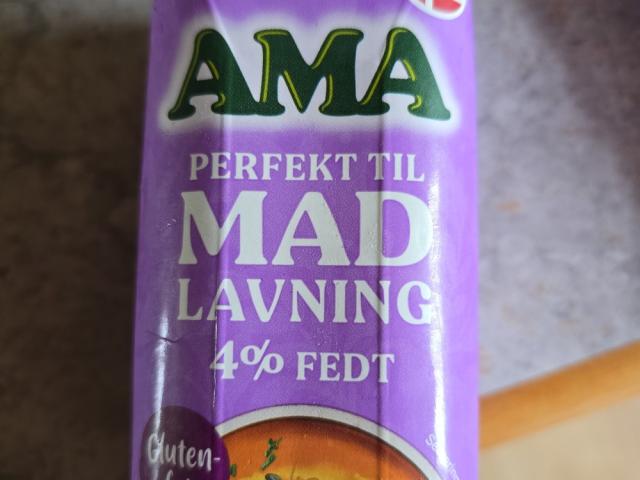 AMA
PERFEKT TIL
MAD
LAVNING
4% FEDT
Gluten-